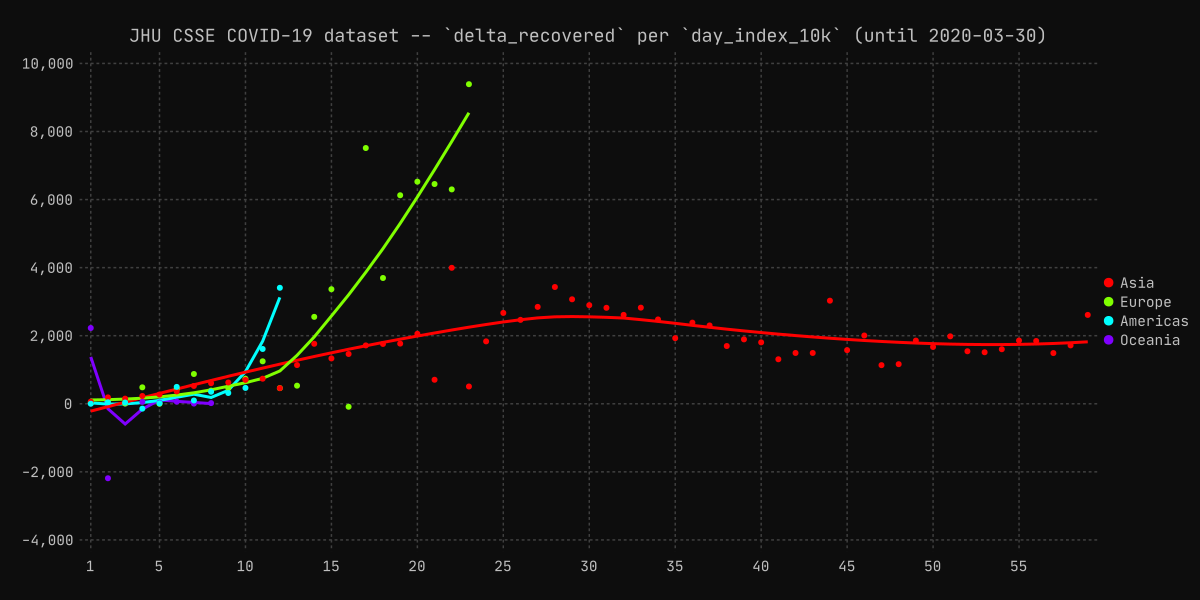 JHU CSSE COVID-19 dataset -- `delta_recovered` per `day_index_10k` (until 2020-03-30)
10,000
8,000
6,000
4,000
2,000
0
-2,000
-4,000
1 5 10 15 20 25 30 35 40 45 50 55
Asia
Europe
Americas
Oceania